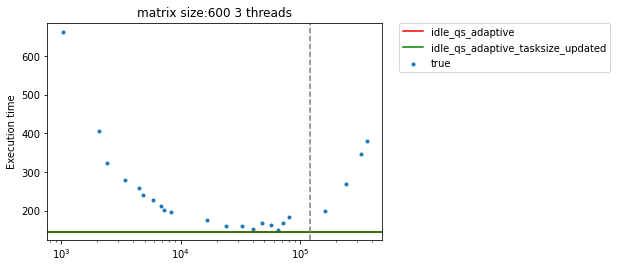 matrix size:600 3 threads
idle_qs_adaptive
idle_qs_adaptive_tasksize_updated
true
Execution time
600
500
400
300
200
10³
10⁴
10⁵